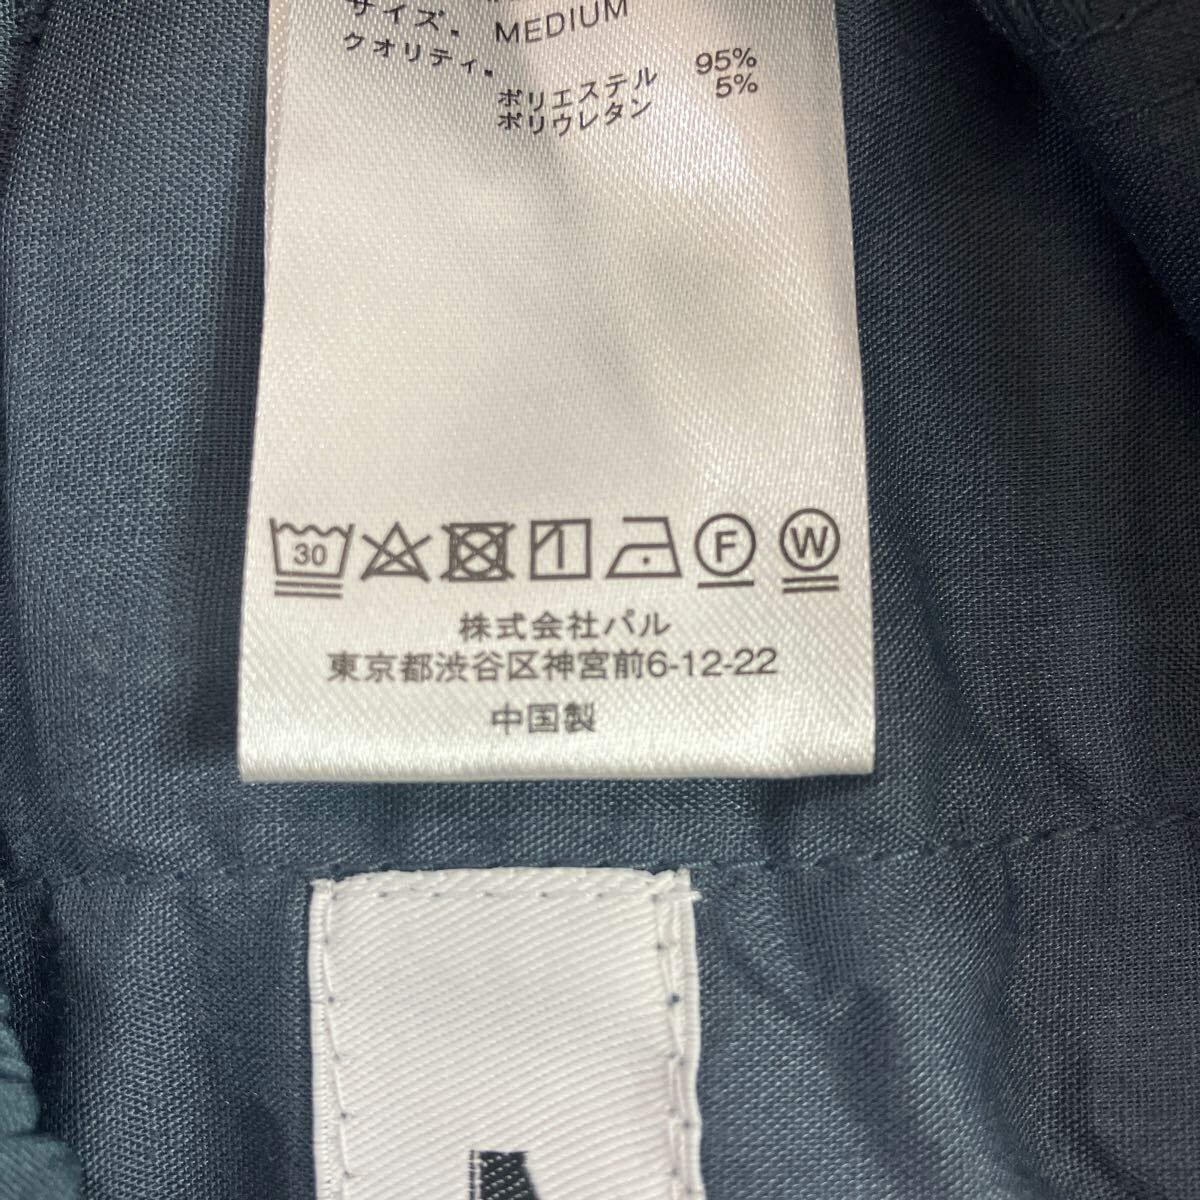 サイズ. MEDIUM
クオリティ.
ポリエステル 95%
ポリウレタン 5%
30 F W
株式会社パル
東京都渋谷区神宮前6-12-22
中国製